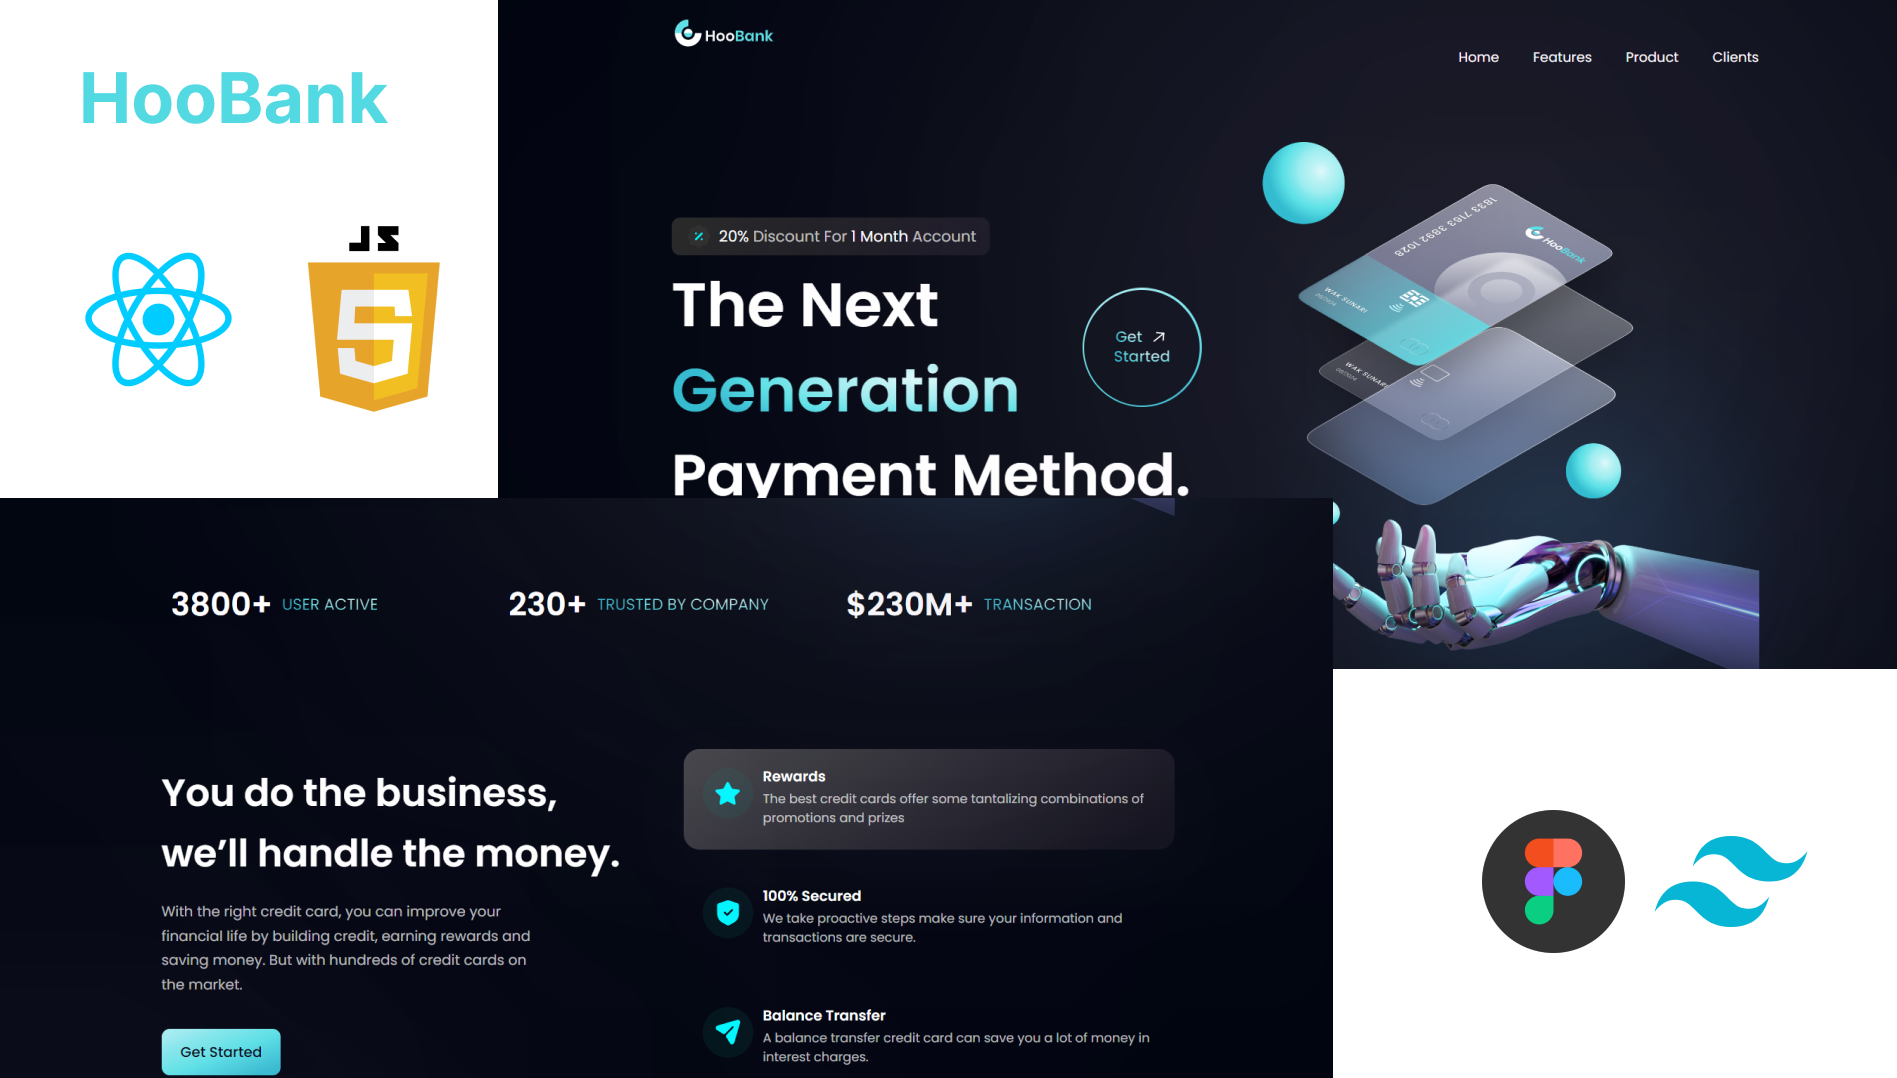 HooBank
JS
HooBank
Home
Features
Product
Clients
20% Discount For 1 Month Account
The Next
Generation
Payment Method.
Get
Started
1833 7163 3892 1028
HooBank
WAK SUNARI
09/7024
WAK SUNARI
3800+ USER ACTIVE
230+ TRUSTED BY COMPANY
$230M+ TRANSACTION
You do the business,
we’ll handle the money.
With the right credit card, you can improve your
financial life by building credit, earning rewards and
saving money. But with hundreds of credit cards on
the market.
Get Started
Rewards
The best credit cards offer some tantalizing combinations of
promotions and prizes
100% Secured
We take proactive steps make sure your information and
transactions are secure.
Balance Transfer
A balance transfer credit card can save you a lot of money in
interest charges.